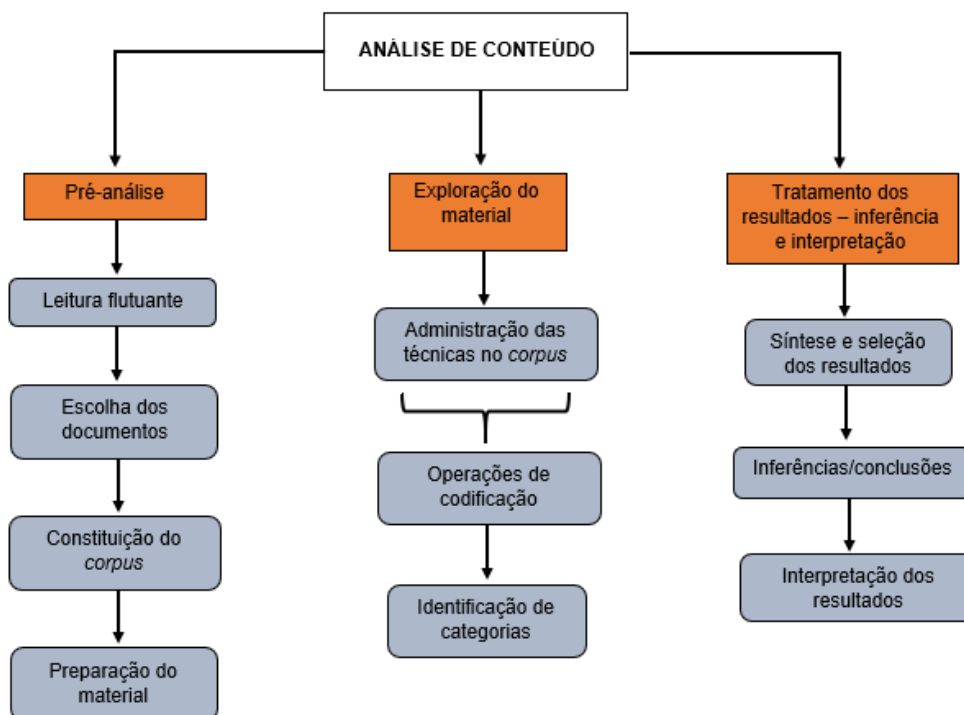 ANÁLISE DE CONTEÚDO
Pré-análise
Leitura flutuante
Escolha dos
documentos
Constituição do
corpus
Preparação do
material
Exploração do
material
Administração das
técnicas no corpus
Operações de
codificação
Identificação de
categorias
Tratamento dos
resultados – inferência
e interpretação
Síntese e seleção
dos resultados
Inferências/conclusões
Interpretação dos
resultados